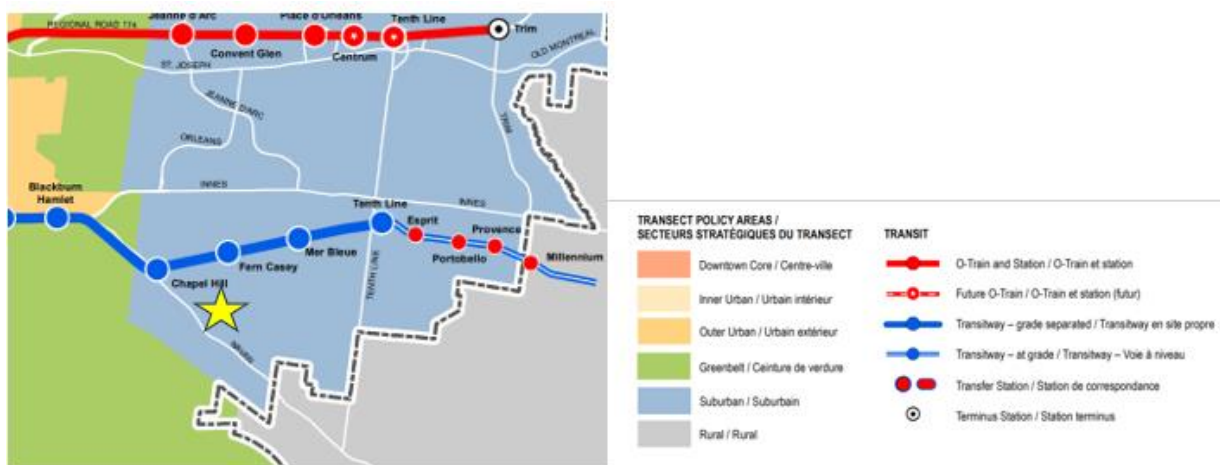 Jeanne d'Arc
Place d'Orléans
Tenth Line
REGIONAL ROAD 174
Trim
Convent Glen
Centrum
OLD MONTREAL
ST. JOSEPH
JEANNE D'ARC
TRIM
ORLEANS
Blackburn
Hamlet
INNES
Tenth Line
INNES
Esprit
Provence
Mer Bleue
Portobello
Millennium
Fern Casey
Chapel Hill
TENTH LINE
TRANSECT POLICY AREAS /
SECTEURS STRATÉGIQUES DU TRANSECT
Downtown Core / Centre-ville
Inner Urban / Urbain intérieur
Outer Urban / Urbain extérieur
Greenbelt / Ceinture de verdure
Suburban / Suburbain
Rural / Rural
TRANSIT
O-Train and Station / O-Train et station
Future O-Train / O-Train et station (futur)
Transitway – grade separated / Transitway en site propre
Transitway – at grade / Transitway – Voie à niveau
Transfer Station / Station de correspondance
Terminus Station / Station terminus